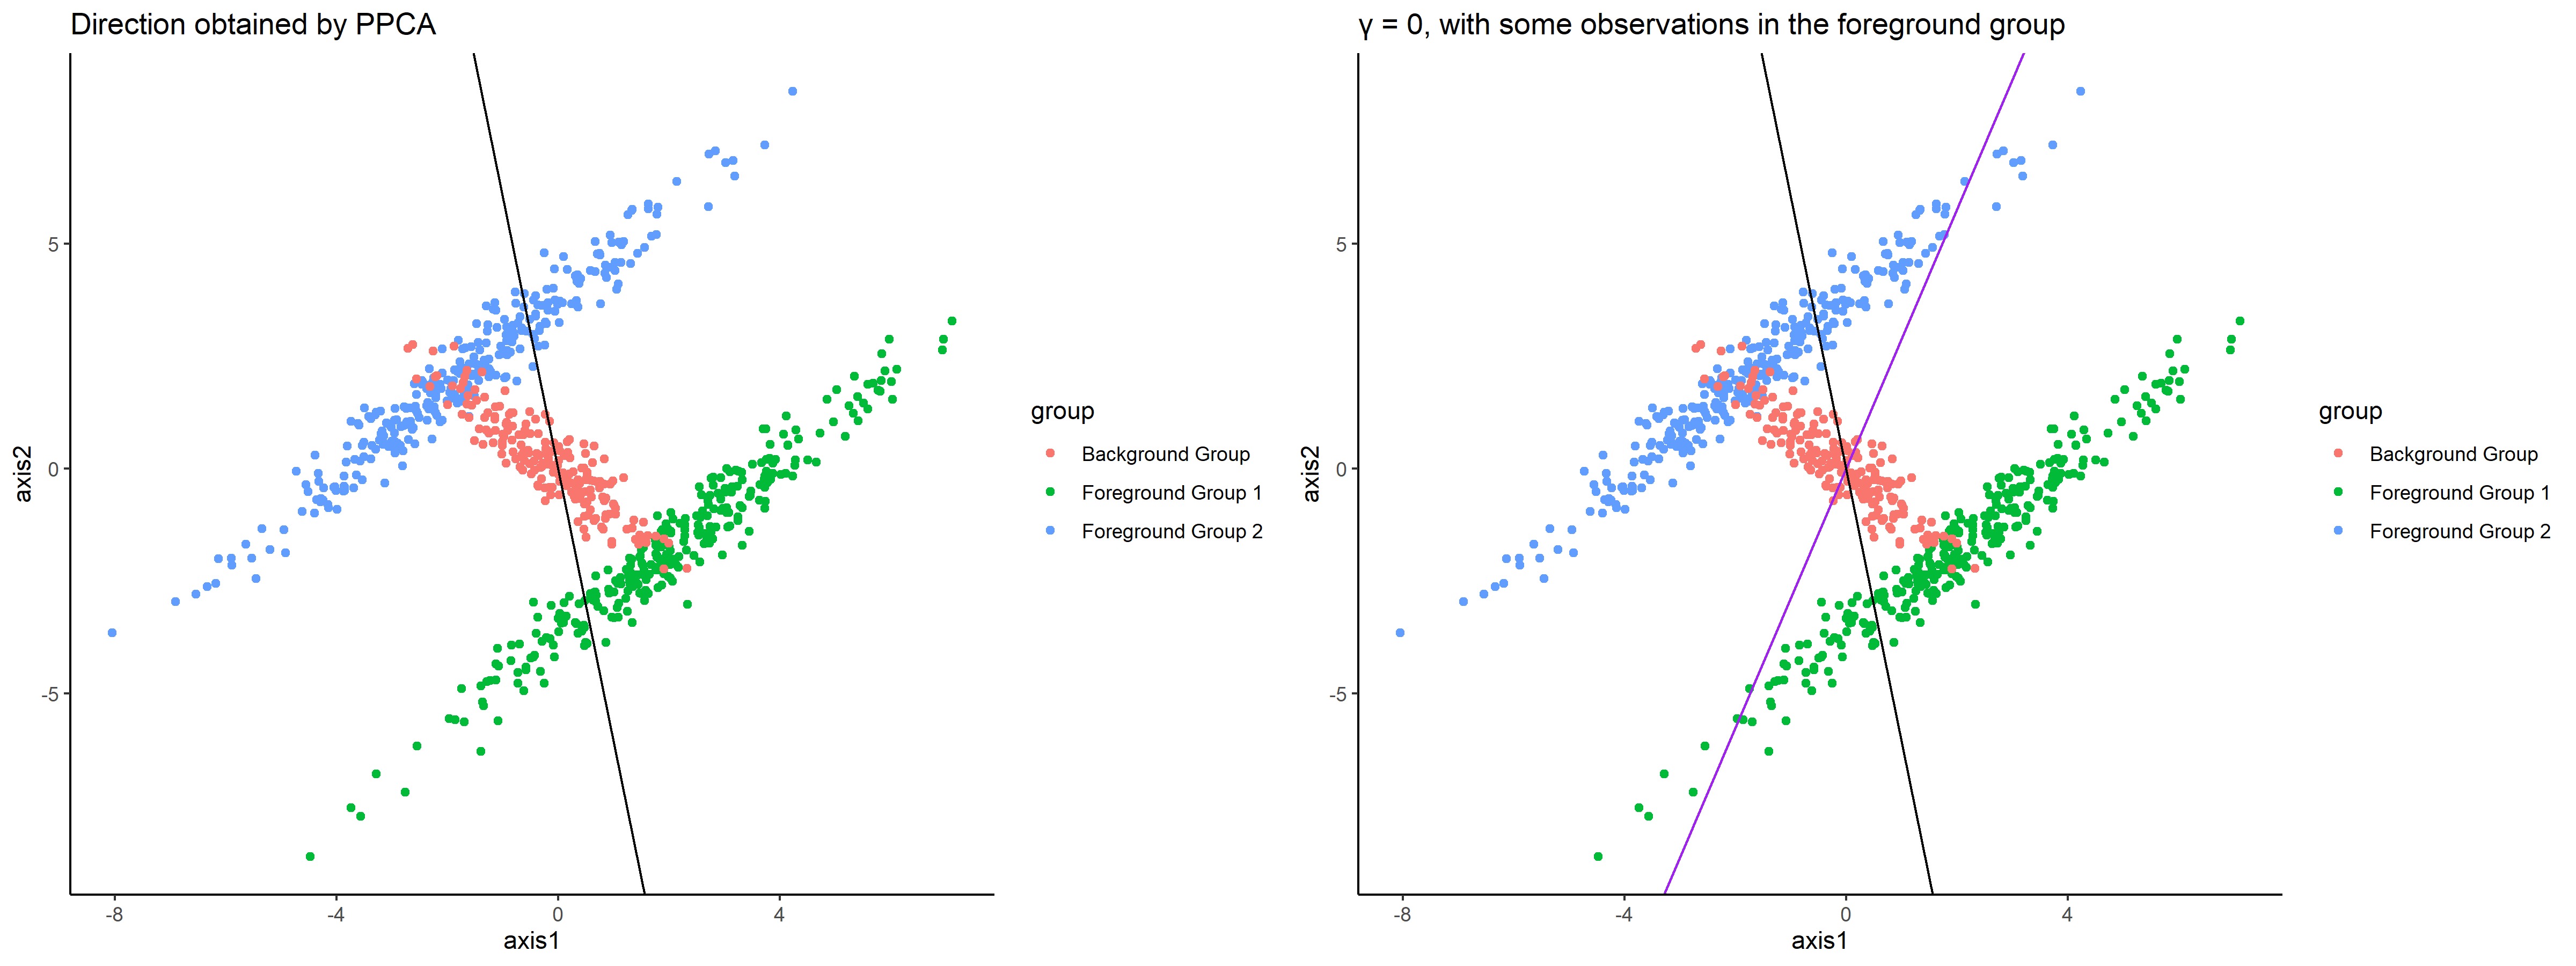 Direction obtained by PPCA
axis2
5
0
-5
-8
-4
0
4
axis1
group
Background Group
Foreground Group 1
Foreground Group 2
γ = 0, with some observations in the foreground group
axis2
5
0
-5
-8
-4
0
4
axis1
group
Background Group
Foreground Group 1
Foreground Group 2